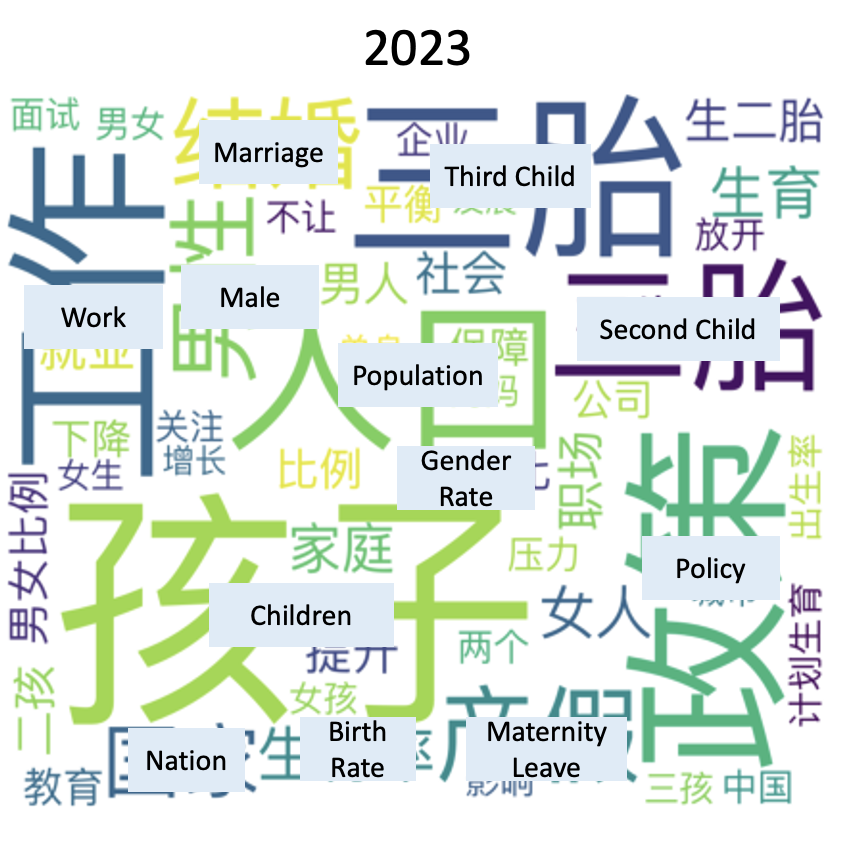 2023
面试
男女
结婚
Marriage
三胎
企业
Third Child
生二胎
生育
放开
平衡
发展
不让
工作
Work
就业
男性
Male
男人
社会
二胎
Second Child
人口
Population
保障
公司
下降
关注
增长
女生
比例
Gender
Rate
职场
出生率
男女比例
政策
Policy
孩子
Children
家庭
压力
女人
计划生育
提升
两个
二孩
女孩
国家
Nation
Birth
Rate
产假
Maternity
Leave
教育
影响
三孩
中国